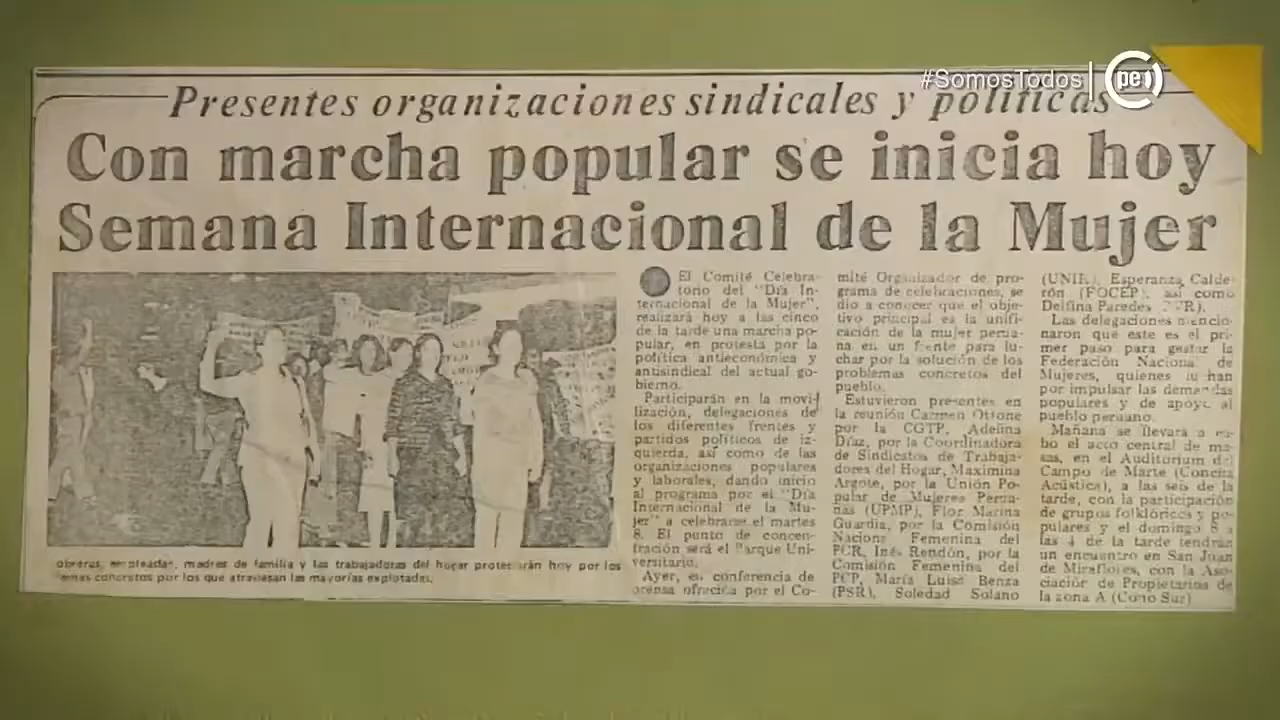 #SomosTodos
pe
Presentes organizaciones sindicales y políticas
Con marcha popular se inicia hoy
Semana Internacional de la Mujer
obreras, empleadas, madres de familia y las trabajadoras del hogar protestarán hoy por los
concretos por los que atraviesan las mayorías explotadas.
El Comité Celebra-
torio del "Día In-
ternacional de la Mujer",
realizará hoy a las cinco
de la tarde una marcha po-
pular, en protesta por la
política antieconómica y
antisindical del actual go-
bierno.
Participarán en la movi-
lización, delegaciones de
los diferentes frentes y
partidos políticos de iz-
quierda, así como de las
organizaciones populares
y laborales, dando inicio
al programa por el "Día
Internacional de la Mu-
jer" a celebrarse el martes
8. El punto de concen-
tración será el Parque Uni-
versitario.
Ayer, en conferencia de
prensa ofrecida por el Co-
mité Organizador de pro-
grama de celebraciones, se
dio a conocer que el obje-
tivo principal es la unifi-
cación de la mujer perua-
na en un frente para lu-
char por la solución de los
problemas concretos del
pueblo.
Estuvieron presentes en
la reunión Carmen
por la CGTP, Adelina
Díaz, por la Coordinadora
de Sindicatos de Trabaja-
dores del Hogar, Maximina
Argote, por la Unión Po-
pular de Mujeres Perua-
nas (UPMP), Flor Marina
Guardia, por la Comisión
Nacional Femenina del
PCR, Inés Rendón, por la
Comisión Femenina del
PCP, María Luisa Benza
(PSR), Soledad Solano
(UNIR), Esperanza Calde-
rón (FOCEP), así como
Delfina Paredes
Las delegaciones mencio-
naron que este es el pri-
mer paso para gestar la
Federación Nacional de
Mujeres, quienes han
por impulsar las demandas
populares y de apoyo al
pueblo peruano.
Mañana se llevará a ca-
bo el acto central de ma-
sas, en el Auditorium del
Campo de Marte (Concha
Acústica), a las seis de la
tarde, con la participación
de grupos folklóricos y po-
pulares y el domingo 8 a
las 4 de la tarde tendrán
un encuentro en San Juan
de Miraflores, con la Aso-
ciación de Propietarios de
la zona A (Cono Sur)